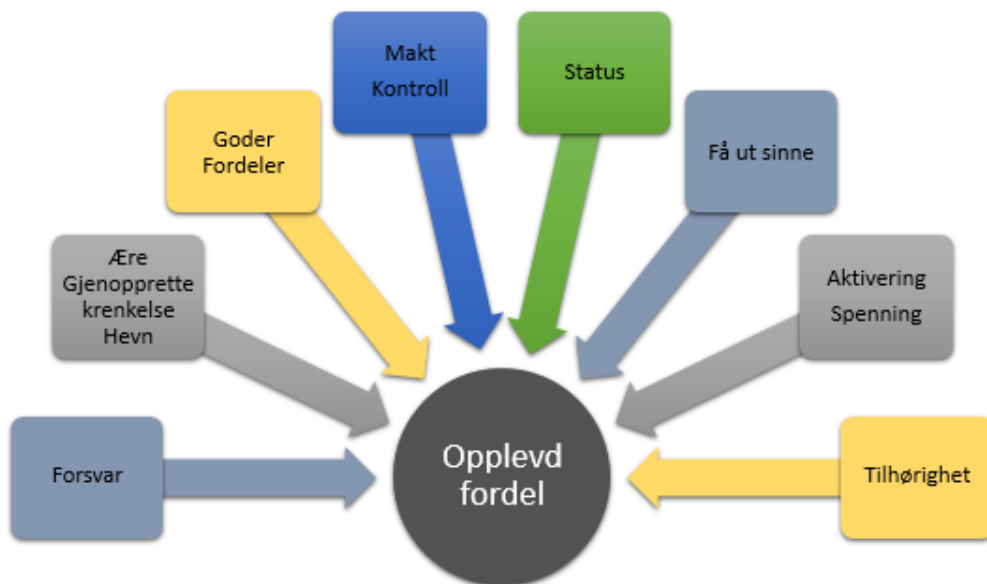 Makt
Kontroll
Status
Goder
Fordeler
Få ut sinne
Ære
Gjenopprette
krenkelse
Hevn
Aktivering
Spenning
Forsvar
Opplevd
fordel
Tilhørighet